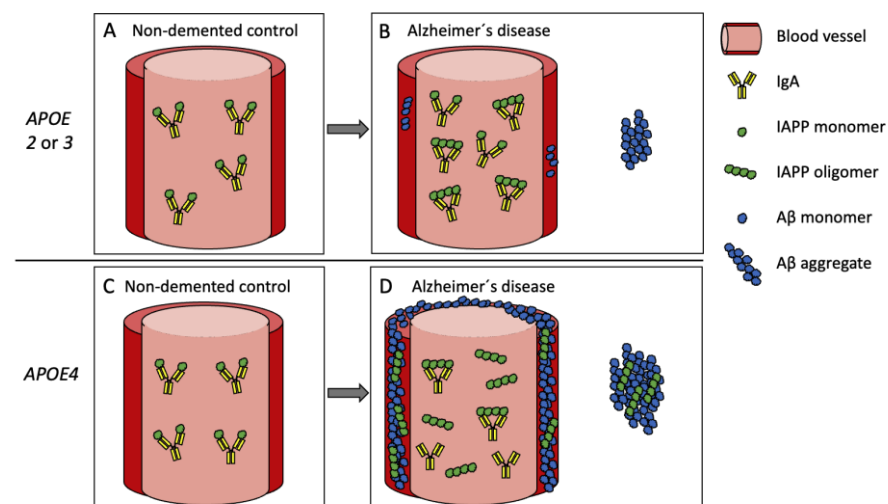 A Non-demented control
B Alzheimer´s disease
APOE
2 or 3
C Non-demented control
D Alzheimer´s disease
APOE4
Blood vessel
IgA
IAPP monomer
IAPP oligomer
Aβ monomer
Aβ aggregate